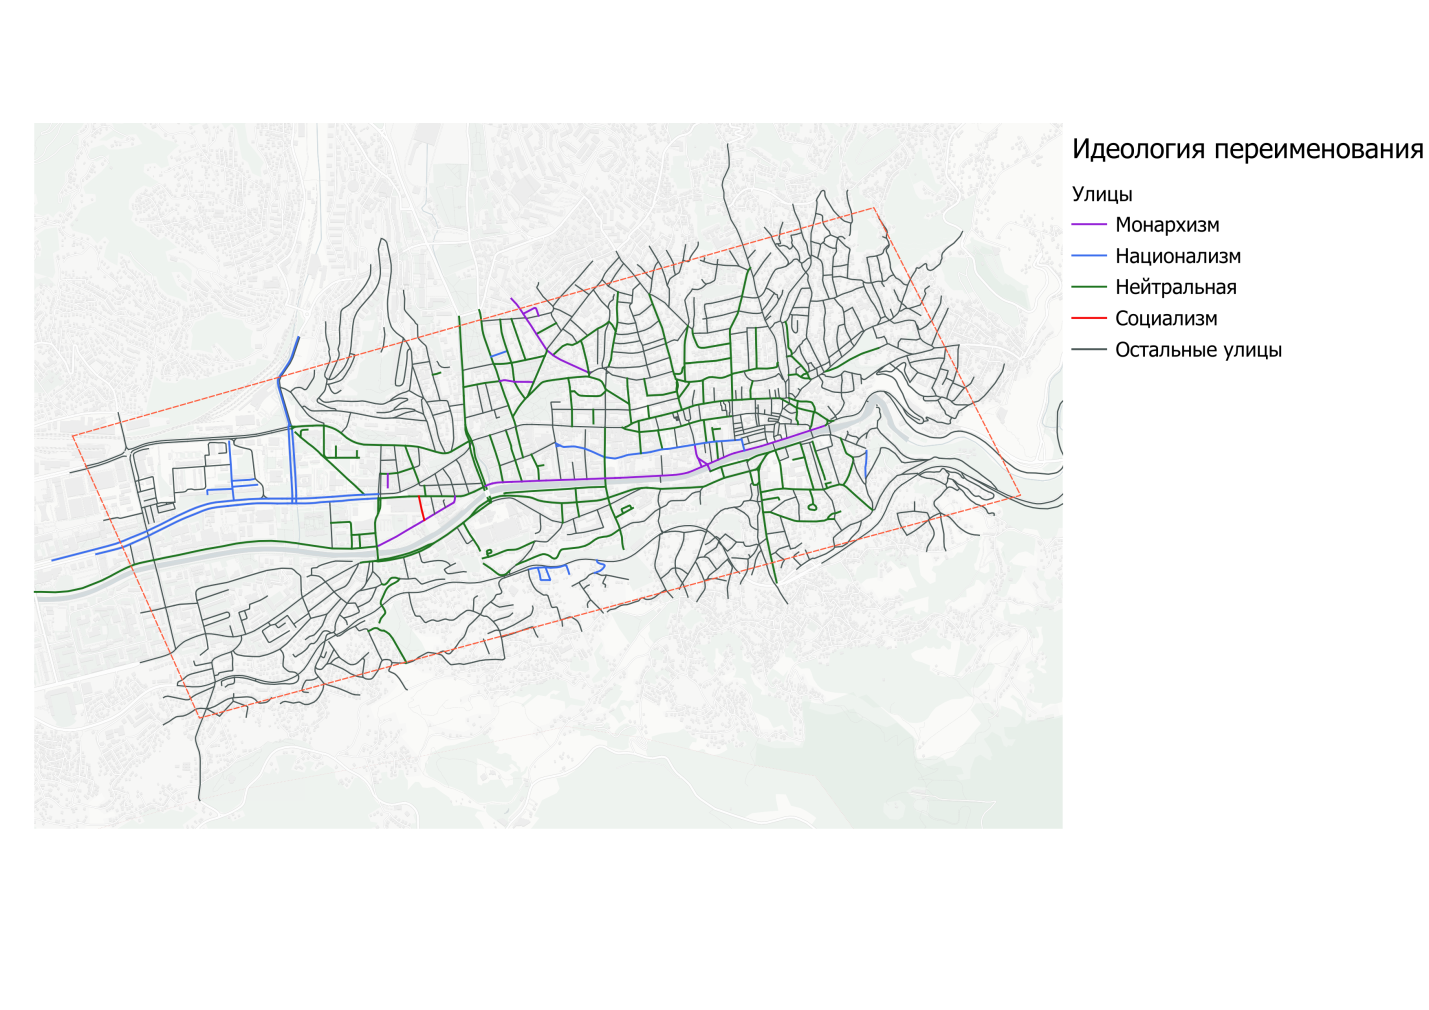 Идеология переименования
Улицы
Монархизм
Национализм
Нейтральная
Социализм
Остальные улицы